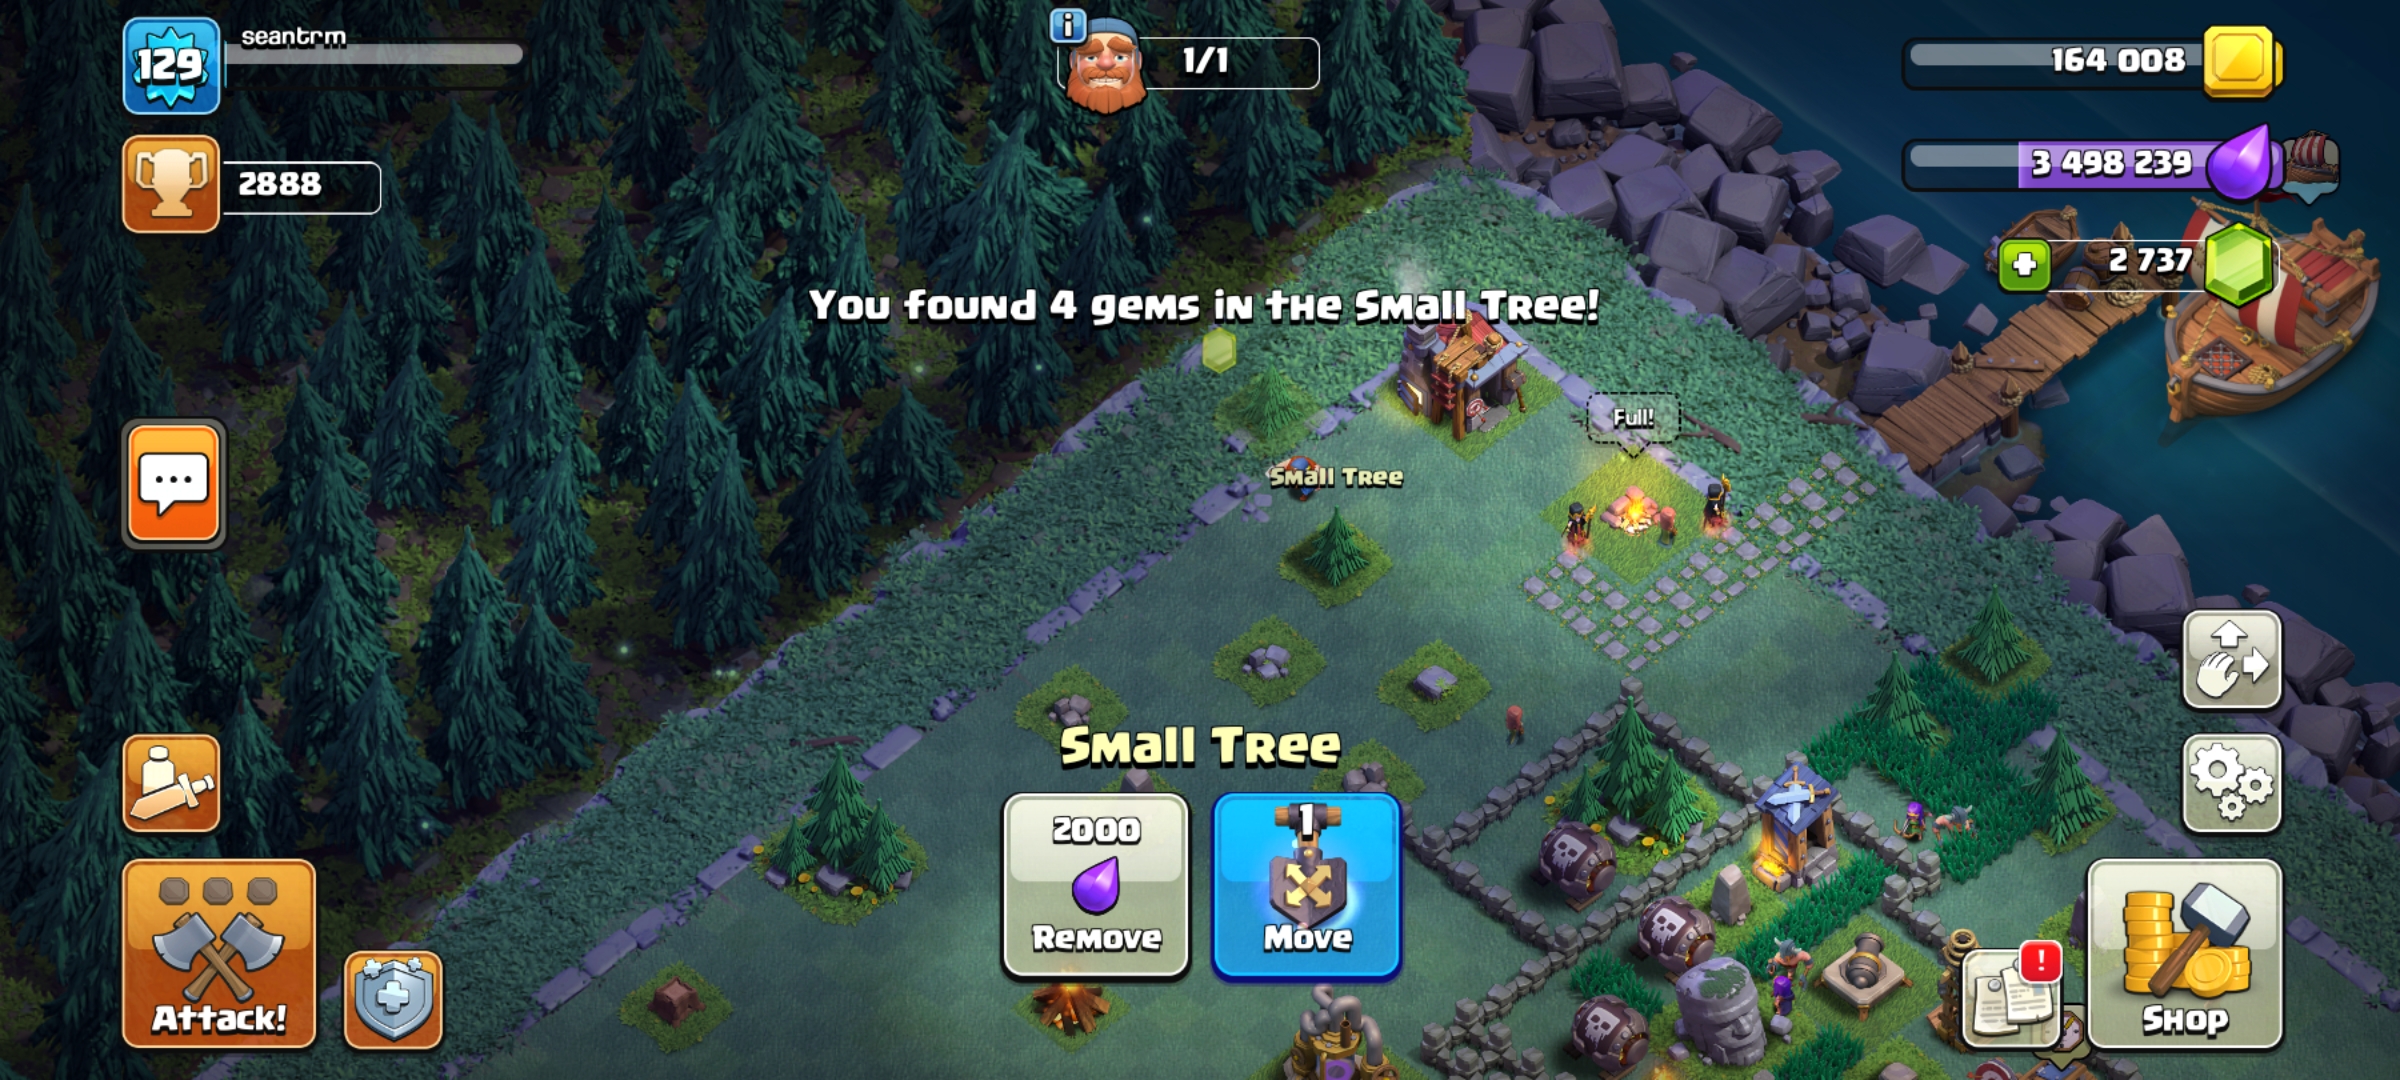 129
seantrm
1/1
164 008
2888
3 498 239
2 737
You found 4 gems in the Small Tree!
Full!
Small Tree
Small Tree
2000
Remove
1
Move
Attack!
!
Shop